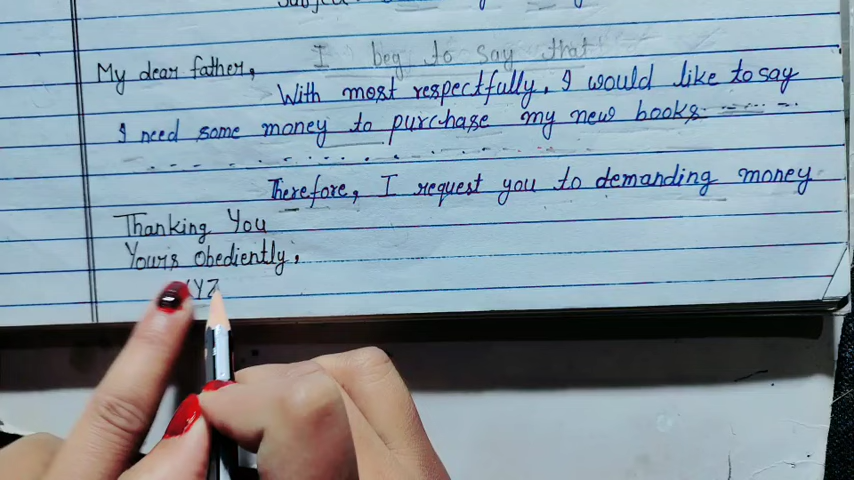 Subject
I beg to say that
My dear father,
With most respectfully, I would like to say
I need some money to purchase my new books
Therefore, I request you to demanding money
Thanking You
Yours obediently,
XYZ